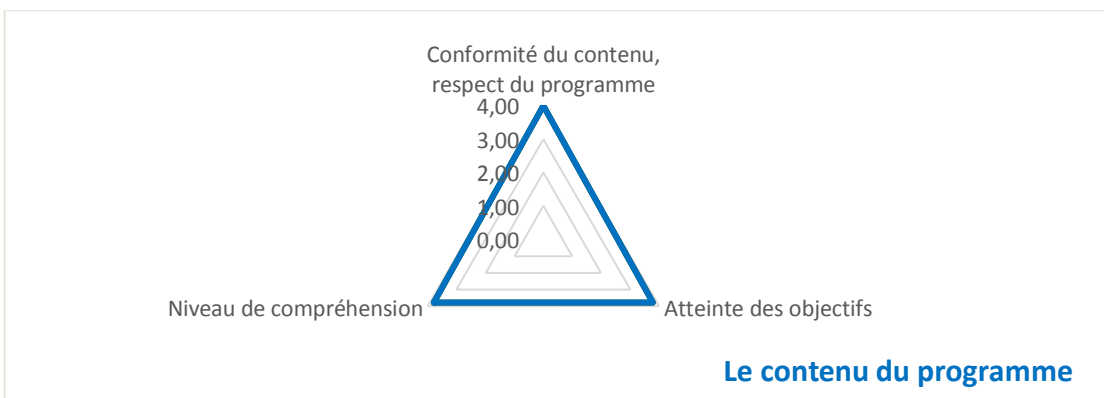 Conformité du contenu,
respect du programme
4,00
3,00
2,00
1,00
0,00
Niveau de compréhension
Atteinte des objectifs
Le contenu du programme